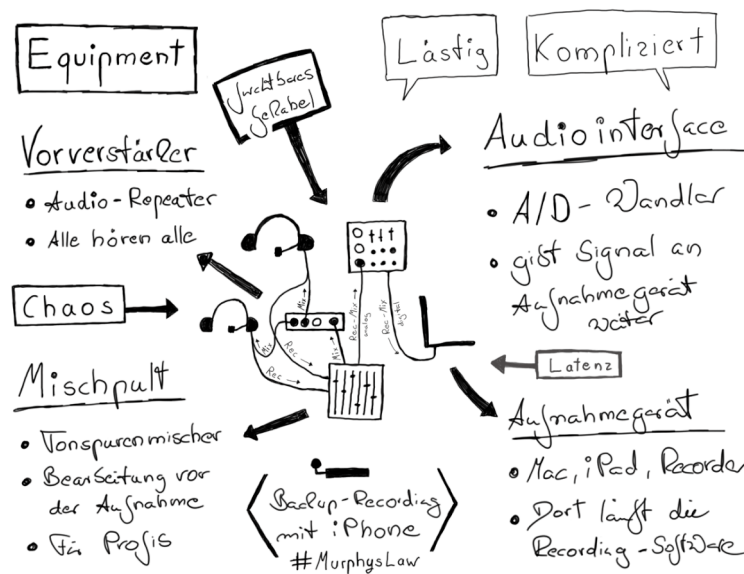 Equipment
Furchtbares
Gekabel
Lästig
Kompliziert
Vorverstärker
• Audio-Repeater
• Alle hören alle
Audiointerface
• A/D-Wandler
• gibt Signal an
Aufnahmegerät
weiter
Chaos
Mix →
Mix →
Rec →
Rec →
Mix →
Rec-Mix →
analog
Rec-Mix →
digital
Latenz
Mischpult
• Tonspurenmischer
• Bearbeitung vor
der Aufnahme
• Für Profis
Aufnahmegerät
• Mac, iPad, Recorder
• Dort läuft die
Recording-Software
Backup-Recording
mit iPhone
#MurphysLaw